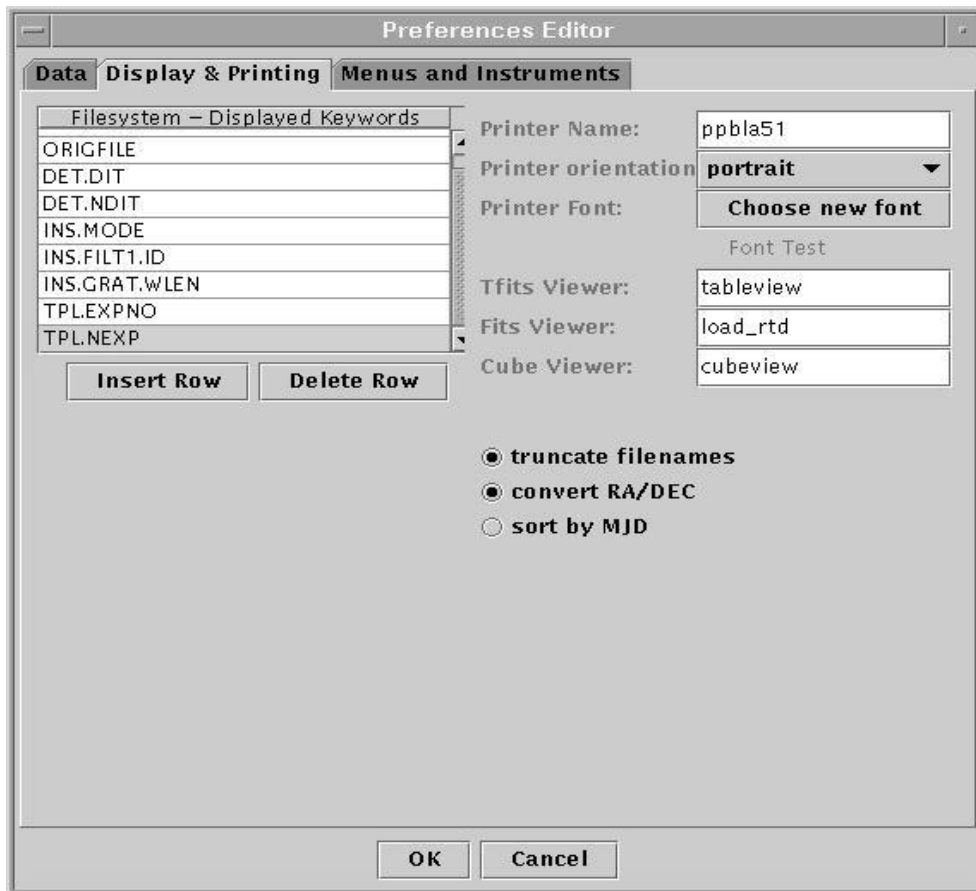 Preferences Editor
Data Display & Printing Menus and Instruments
Filesystem – Displayed Keywords
ORIGFILE
DET.DIT
DET.NDIT
INS.MODE
INS.FILT1.ID
INS.GRAT.WLEN
TPL.EXPNO
TPL.NEXP
Insert Row Delete Row
Printer Name: ppbla51
Printer orientation portrait
Printer Font: Choose new font
Font Test
Tfits Viewer: tableview
Fits Viewer: load_rtd
Cube Viewer: cubeview
truncate filenames
convert RA/DEC
sort by MJD
OK Cancel